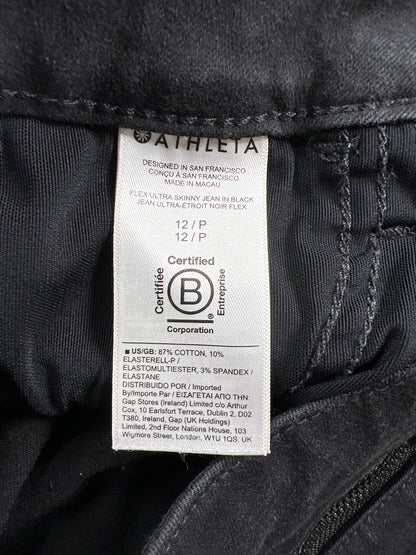 ATHLETA
DESIGNED IN SAN FRANCISCO
CONÇU À SAN FRANCISCO
MADE IN MACAU
FLEX ULTRA SKINNY JEAN IN BLACK
JEAN ULTRA-ÉTROIT NOIR FLEX
12 / P
12 / P
Certified
Certifiée
B
Entreprise
®
Corporation
■ US/GB: 87% COTTON, 10%
ELASTERELL-P /
ELASTOMULTIESTER, 3% SPANDEX /
ELASTANE
DISTRIBUIDO POR / Imported
By/Importe Par / ΕΙΣΑΓΕΤΑΙ ΑΠΟ ΤΗΝ:
Gap Stores (Ireland) Limited c/o Arthur
Cox, 10 Earlsfort Terrace, Dublin 2, D02
T380, Ireland, Gap (UK Holdings)
Limited, 2nd Floor Nations House, 103
Wigmore Street, London, W1U 1QS, UK